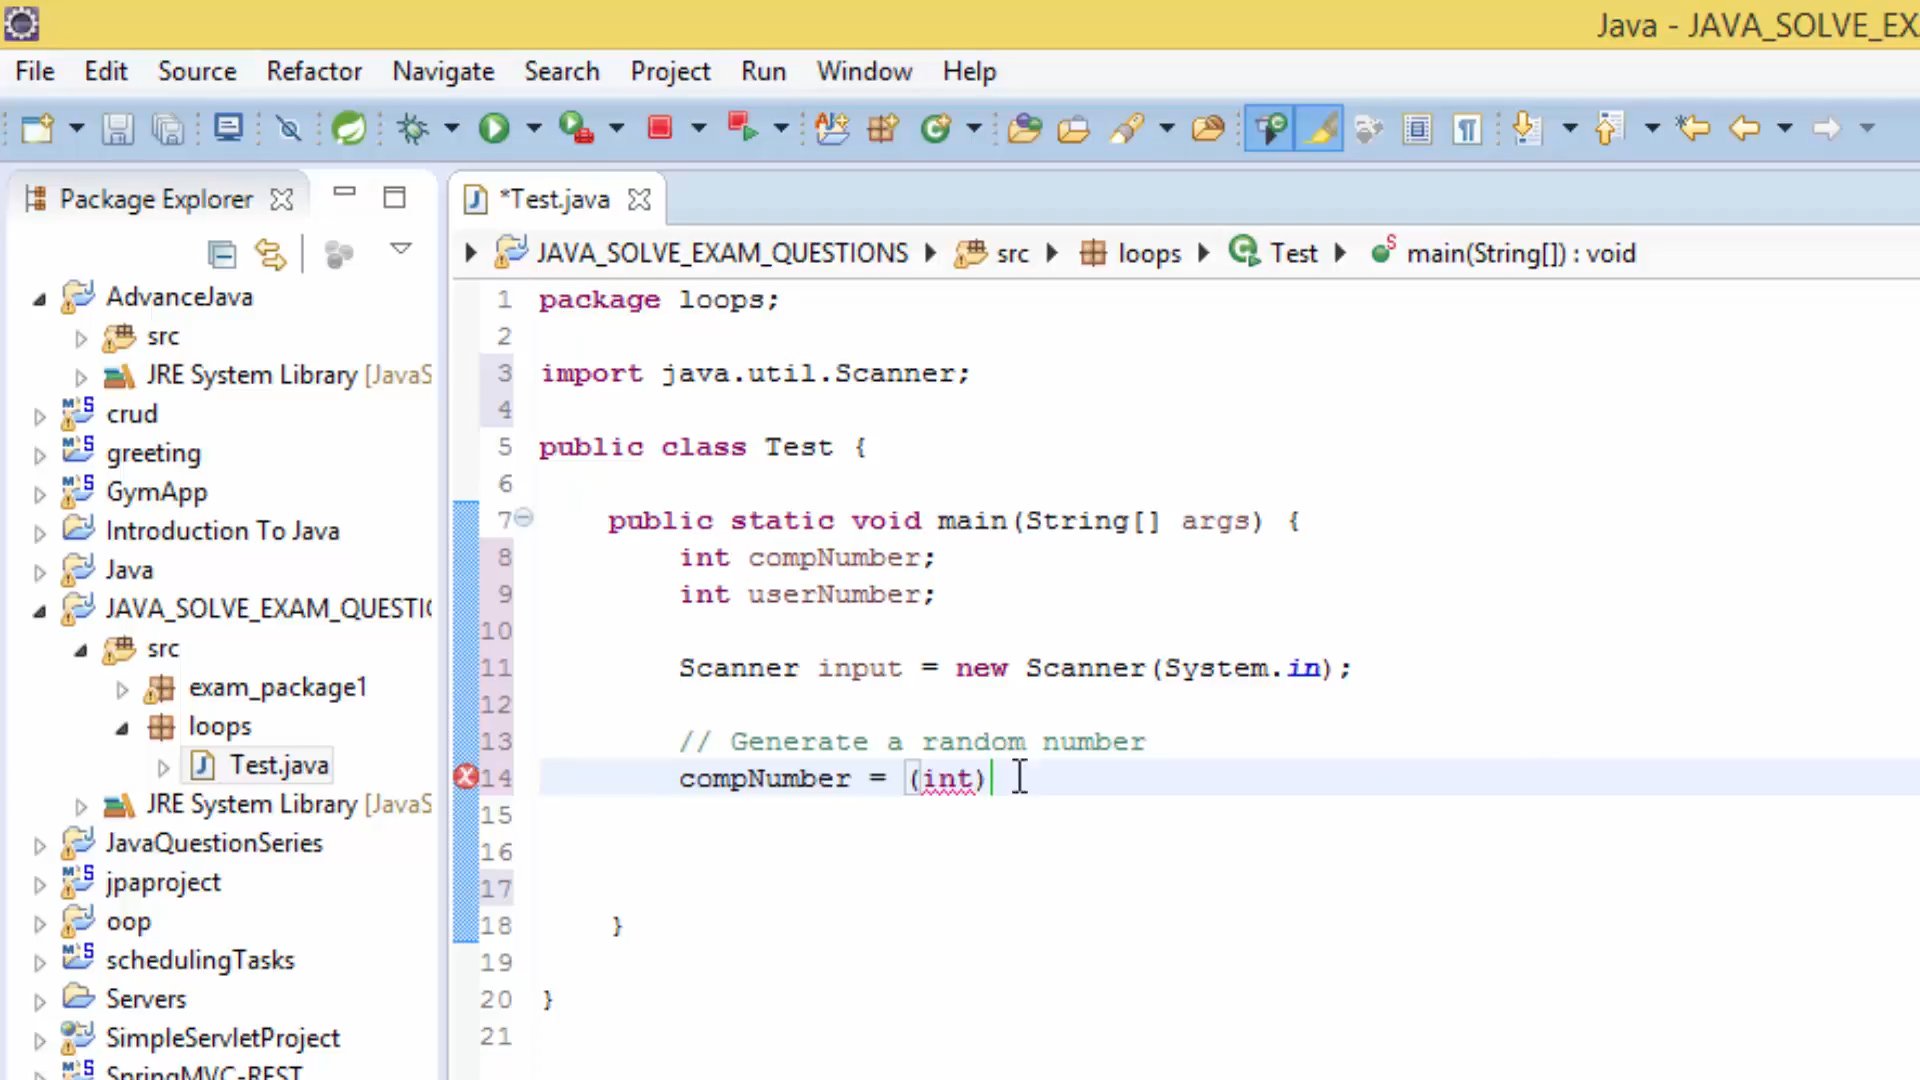 Java - JAVA_SOLVE_EX
File Edit Source Refactor Navigate Search Project Run Window Help
Package Explorer
*Test.java
JAVA_SOLVE_EXAM_QUESTIONS src loops Test main(String[]) : void
AdvanceJava
src
JRE System Library [JavaS
crud
greeting
GymApp
Introduction To Java
Java
JAVA_SOLVE_EXAM_QUESTI
src
exam_package1
loops
Test.java
JRE System Library [JavaS
JavaQuestionSeries
jpaproject
oop
schedulingTasks
Servers
SimpleServletProject
SpringMVC-REST
1 package loops;
2
3 import java.util.Scanner;
4
5 public class Test {
6
7 public static void main(String[] args) {
8 int compNumber;
9 int userNumber;
10
11 Scanner input = new Scanner(System.in);
12
13 // Generate a random number
14 compNumber = (int)
15
16
17
18 }
19
20 }
21